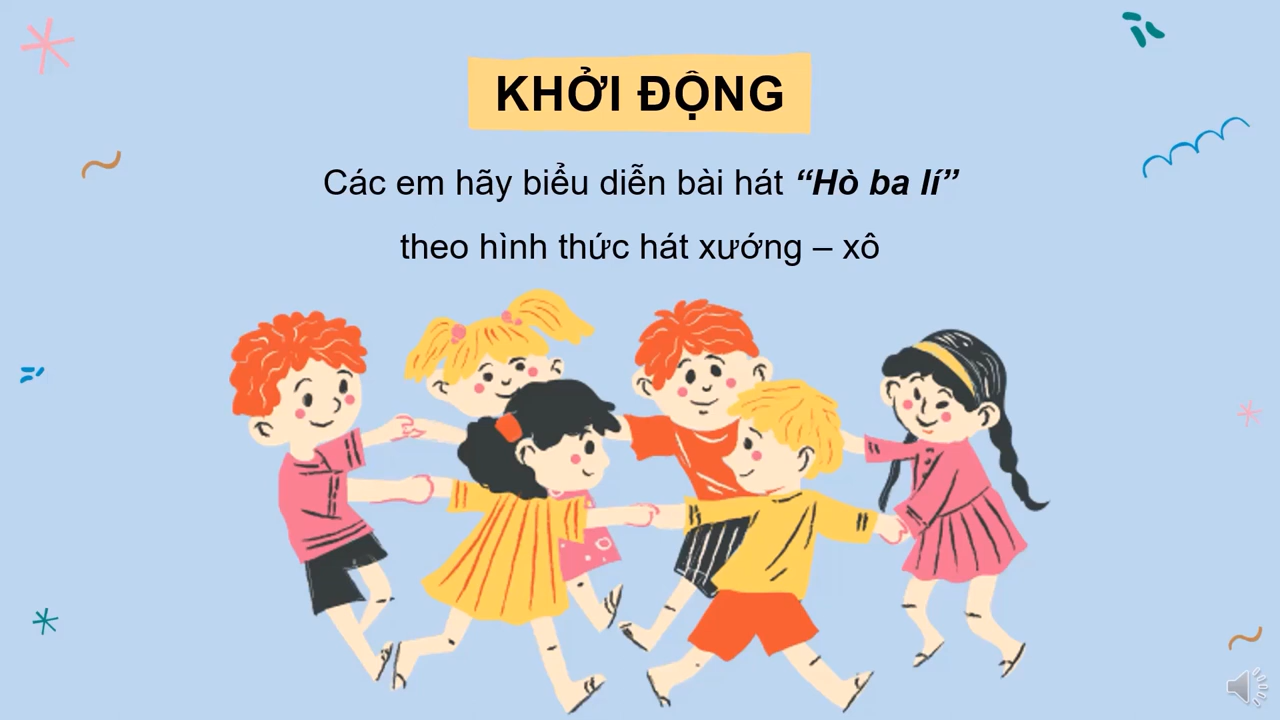 KHỞI ĐỘNG
Các em hãy biểu diễn bài hát “Hò ba lí”
theo hình thức hát xướng – xô